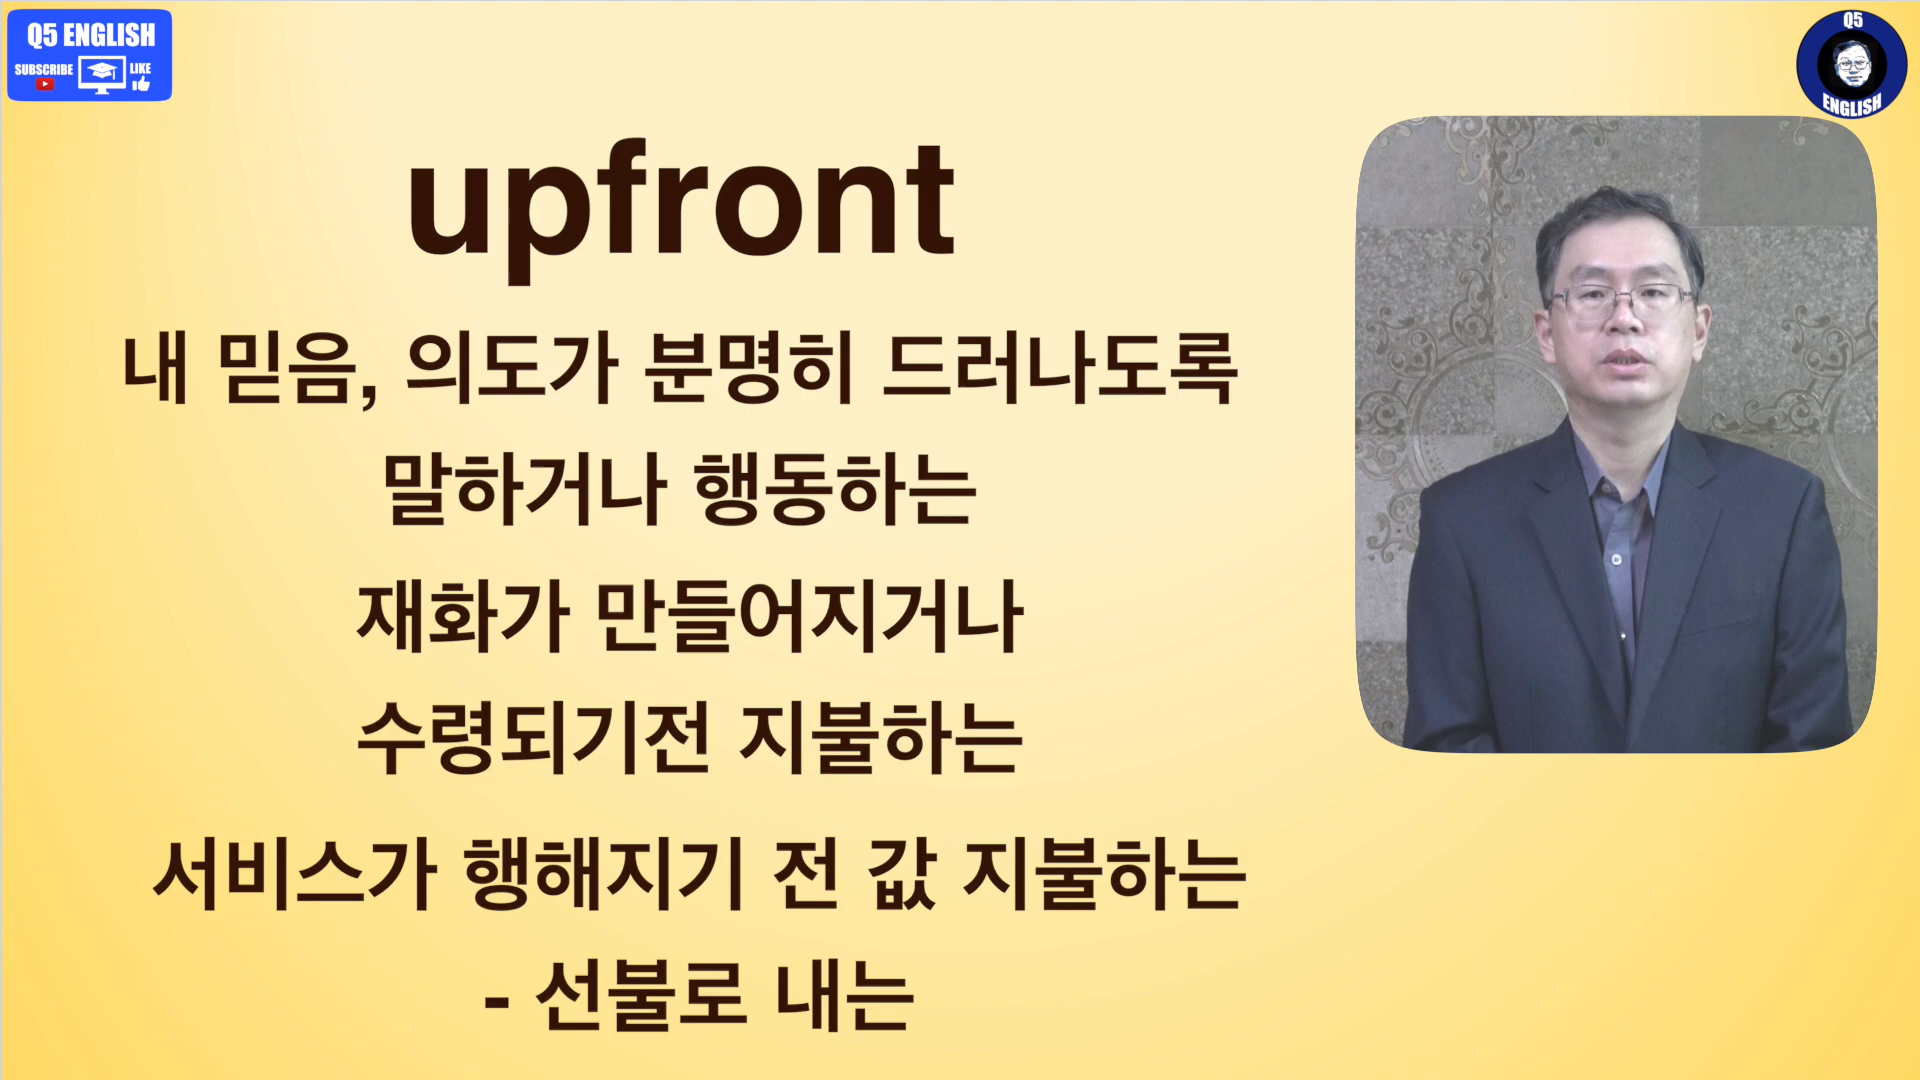 Q5 ENGLISH
SUBSCRIBE
LIKE
Q5
ENGLISH
upfront
내 믿음, 의도가 분명히 드러나도록
말하거나 행동하는
재화가 만들어지거나
수령되기전 지불하는
서비스가 행해지기 전 값 지불하는
- 선불로 내는